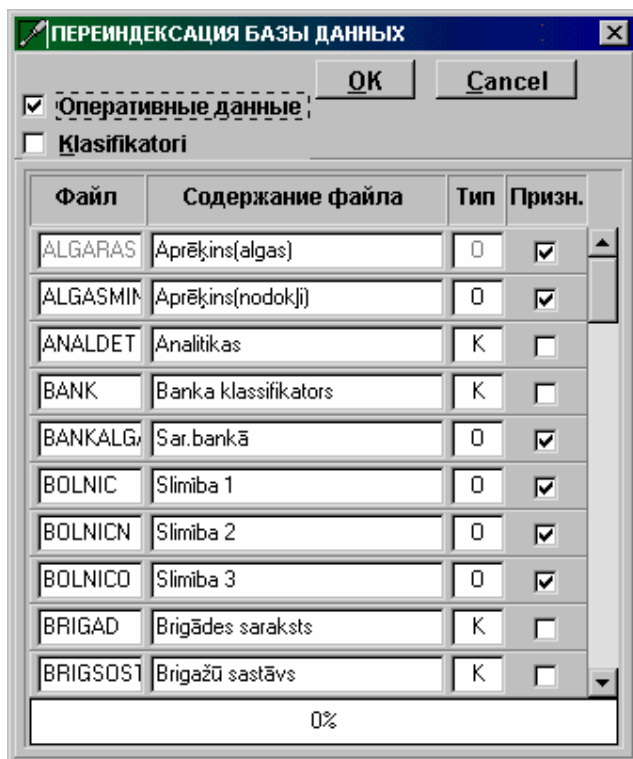 ПЕРЕИНДЕКСАЦИЯ БАЗЫ ДАННЫХ
OK Cancel
Оперативные данные
Klasifikatori
Файл Содержание файла Тип Призн.
ALGARAS Aprēķins(algas) O
ALGASMIN Aprēķins(nodokļi) O
ANALDET Analitikas K
BANK Banka klassifikators K
BANKALGA Sar.bankā O
BOLNIC Slimība 1 O
BOLNICN Slimība 2 O
BOLNICO Slimība 3 O
BRIGAD Brigādes saraksts K
BRIGSOST Brigažū sastāvs K
0%